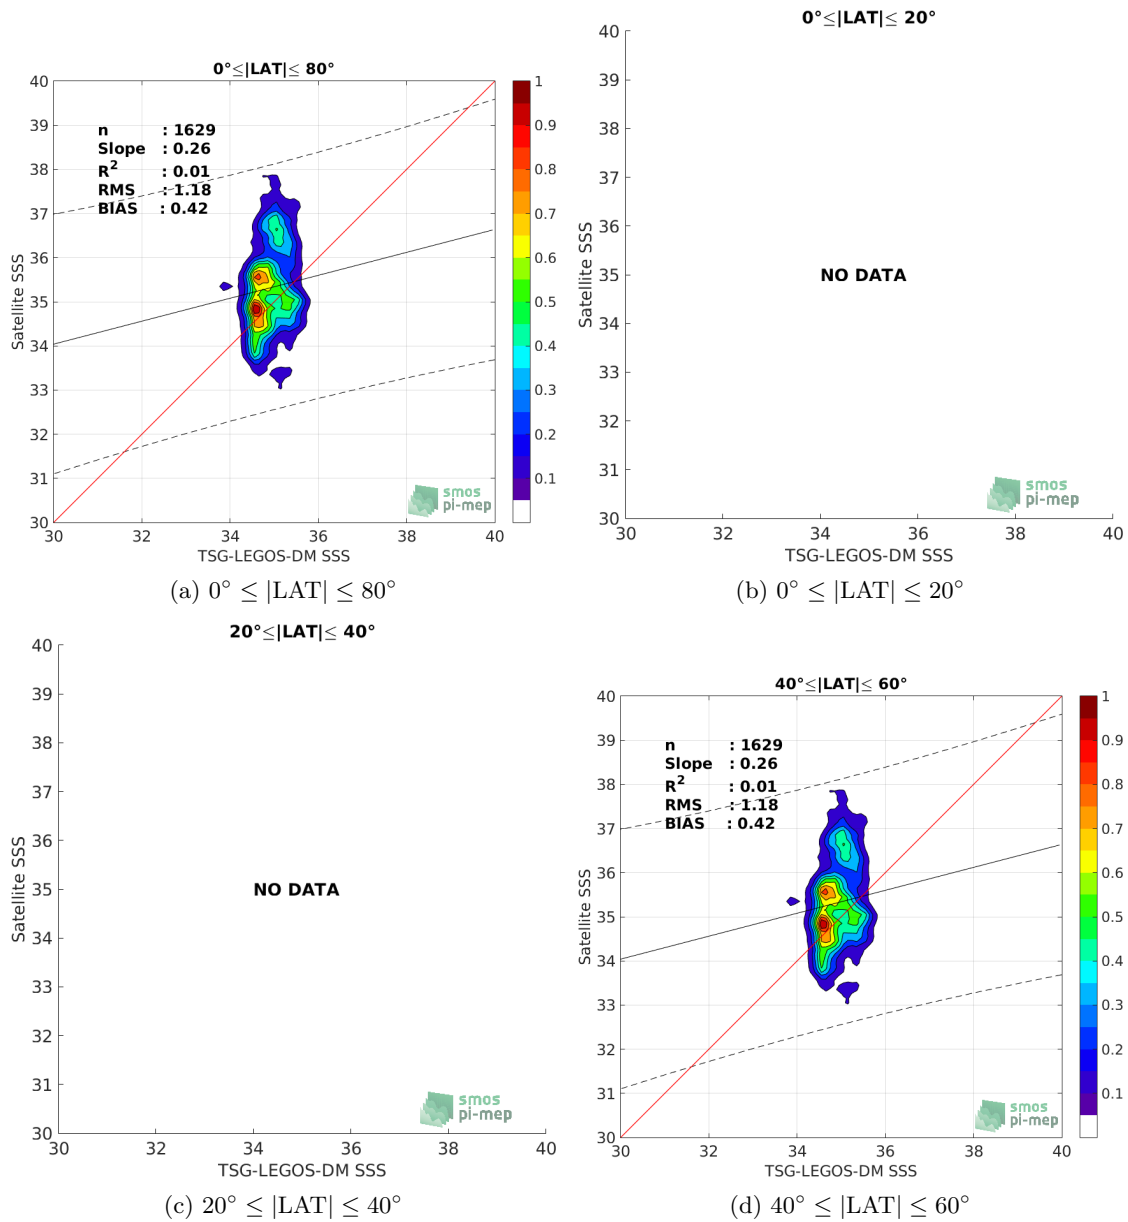 0°≤|LAT|≤ 80°
40
39
38
37
36
35
34
33
32
31
30
Satellite SSS
n : 1629
Slope : 0.26
R² : 0.01
RMS : 1.18
BIAS : 0.42
1
0.9
0.8
0.7
0.6
0.5
0.4
0.3
0.2
0.1
smos
pi-mep
30 32 34 36 38 40
TSG-LEGOS-DM SSS
(a) 0° ≤ |LAT| ≤ 80°
0°≤|LAT|≤ 20°
40
39
38
37
36
35
34
33
32
31
30
Satellite SSS
NO DATA
smos
pi-mep
30 32 34 36 38 40
TSG-LEGOS-DM SSS
(b) 0° ≤ |LAT| ≤ 20°
20°≤|LAT|≤ 40°
40
39
38
37
36
35
34
33
32
31
30
Satellite SSS
NO DATA
smos
pi-mep
30 32 34 36 38 40
TSG-LEGOS-DM SSS
(c) 20° ≤ |LAT| ≤ 40°
40°≤|LAT|≤ 60°
40
39
38
37
36
35
34
33
32
31
30
Satellite SSS
n : 1629
Slope : 0.26
R² : 0.01
RMS : 1.18
BIAS : 0.42
1
0.9
0.8
0.7
0.6
0.5
0.4
0.3
0.2
0.1
smos
pi-mep
30 32 34 36 38 40
TSG-LEGOS-DM SSS
(d) 40° ≤ |LAT| ≤ 60°